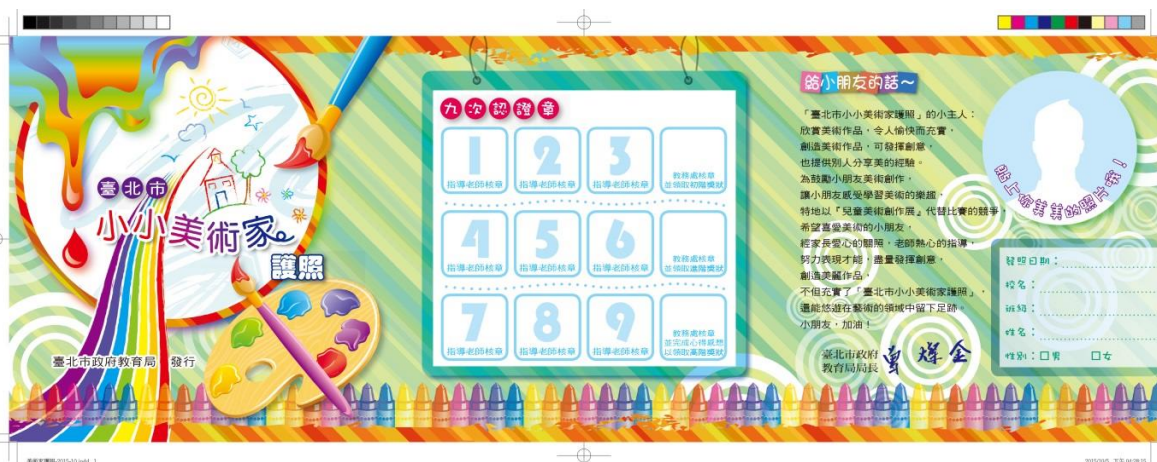 臺北市
小小美術家
護照
臺北市政府教育局 發行
九次認證章
1
指導老師核章
2
指導老師核章
3
指導老師核章
教務處核章
並領取初階獎狀
4
指導老師核章
5
指導老師核章
6
指導老師核章
教務處核章
並領取進階獎狀
7
指導老師核章
8
指導老師核章
9
指導老師核章
教務處核章
並完成心得感想
以領取高階獎狀
給小朋友的話~
「臺北市小小美術家護照」的小主人：
欣賞美術作品，令人愉快而充實，
創造美術作品，可發揮創意，
也提供別人分享美的經驗。
為鼓勵小朋友美術創作，
讓小朋友感受學習美術的樂趣，
特地以『兒童美術創作展』代替比賽的競爭，
希望喜愛美術的小朋友，
經家長愛心的關照，老師熱心的指導，
努力表現才能，盡量發揮創意，
創造美麗作品，
不但充實了「臺北市小小美術家護照」，
還能悠遊在藝術的領域中留下足跡。
小朋友，加油！
臺北市政府
教育局局長
貼上你美美的照片喔！
發照日期：
校名：
班級：
姓名：
性別：□男 □女